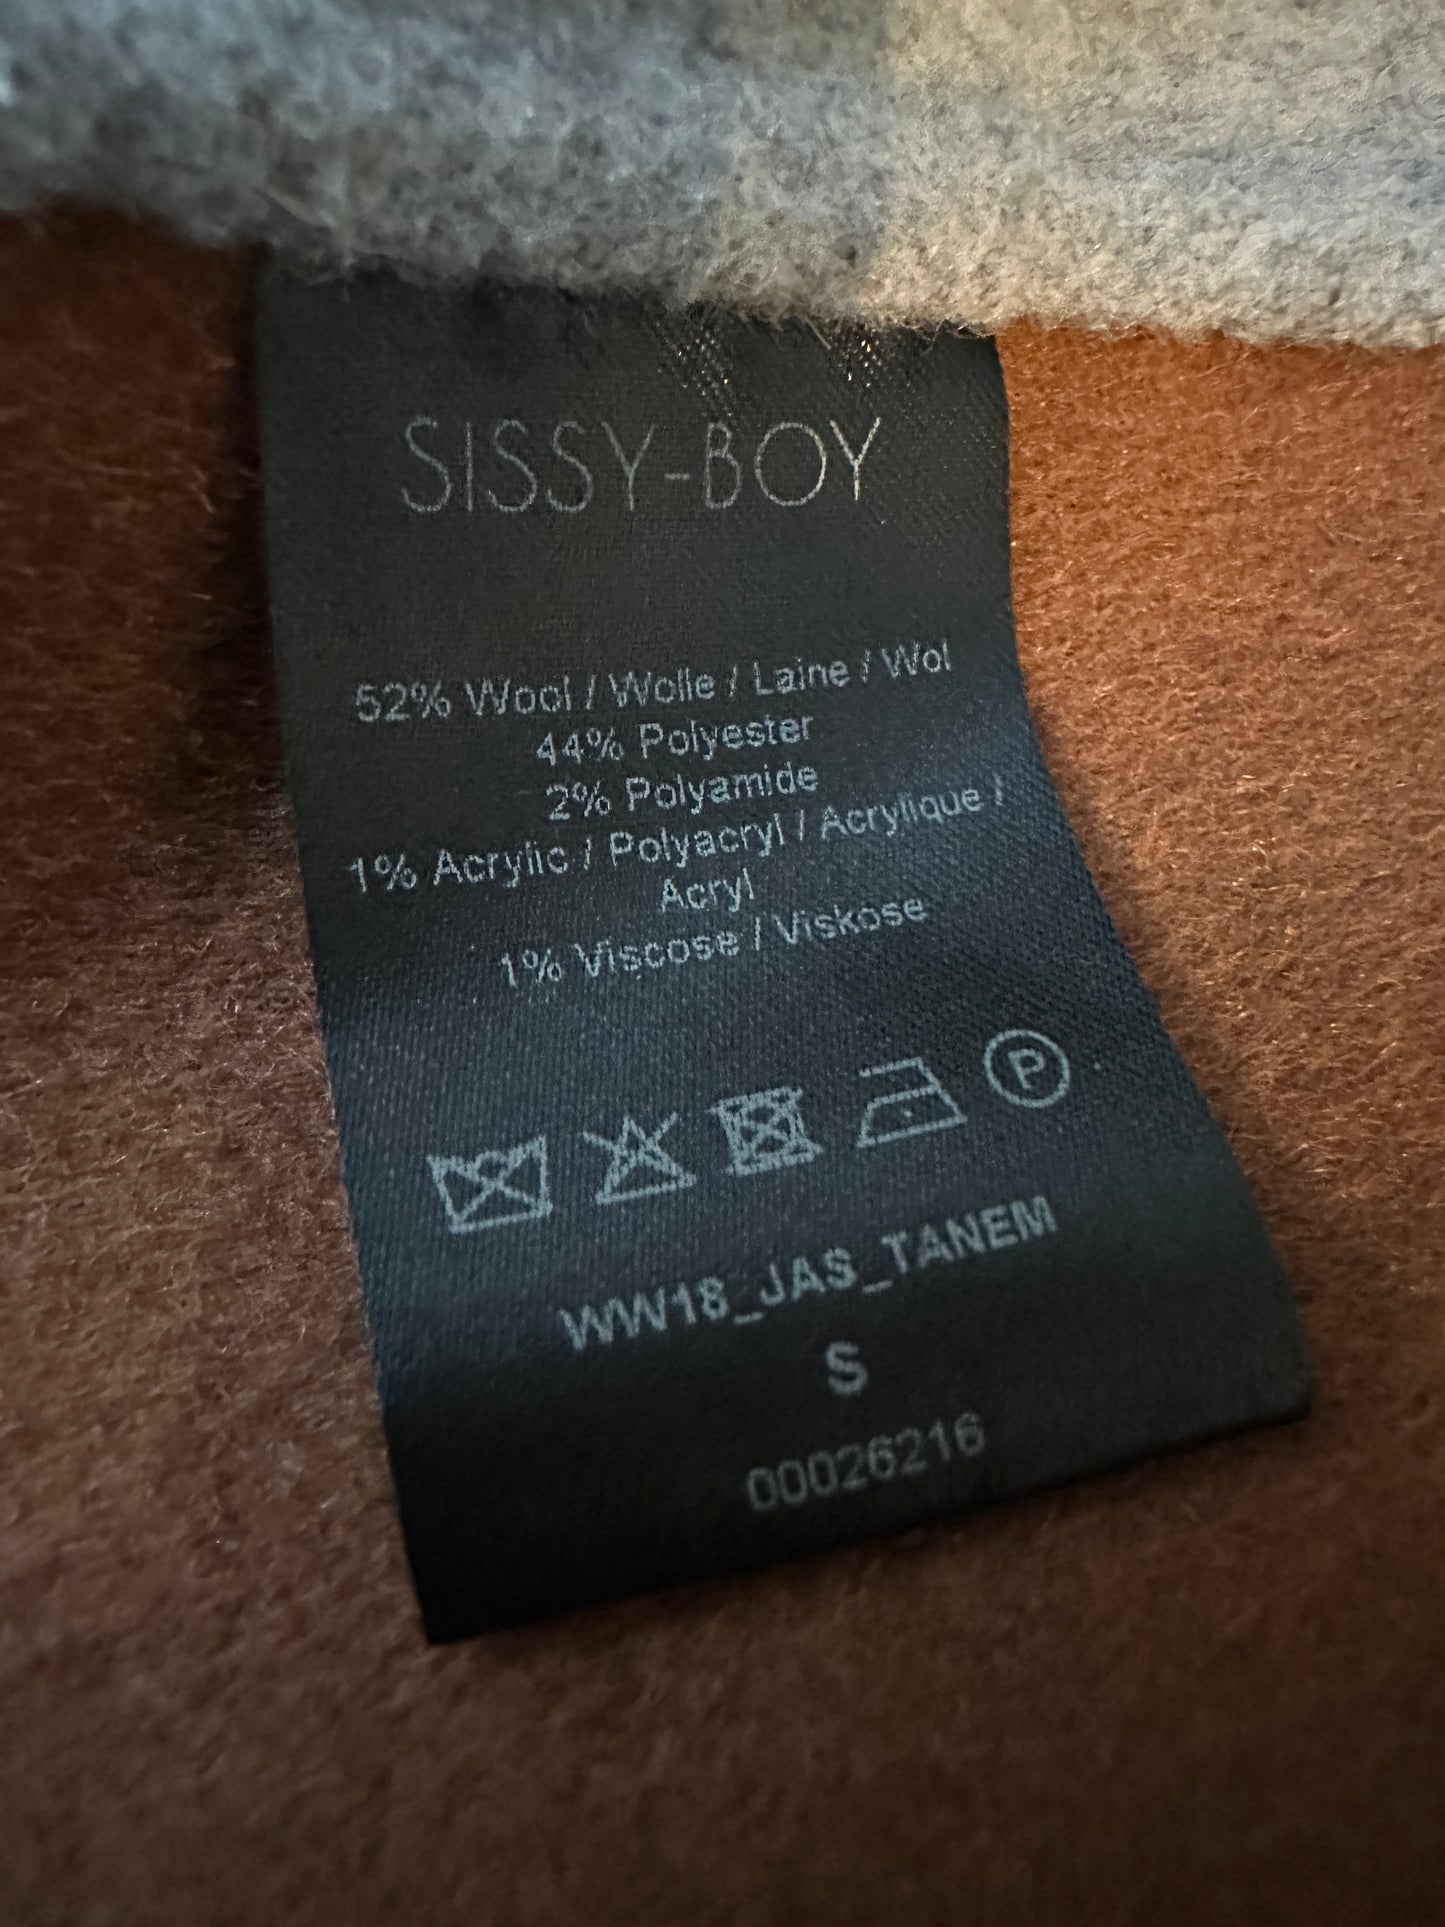 SISSY-BOY
52% Wool / Wolle / Laine / Wol
44% Polyester
2% Polyamide
1% Acrylic / Polyacryl / Acrylique /
Acryl
1% Viscose / Viskose
P
WW18_JAS_TANEM
S
00026216